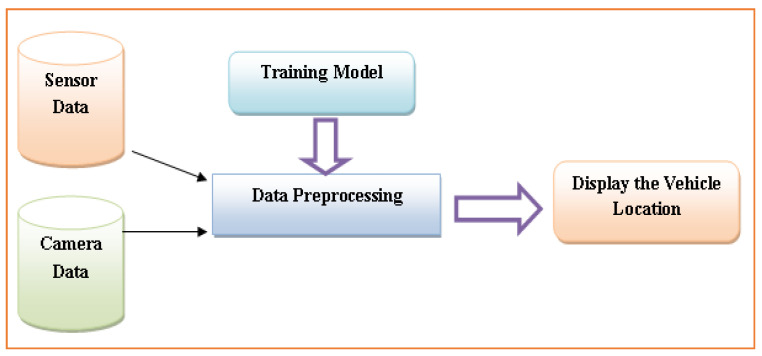 Sensor
Data
Training Model
Data Preprocessing
Display the Vehicle
Location
Camera
Data